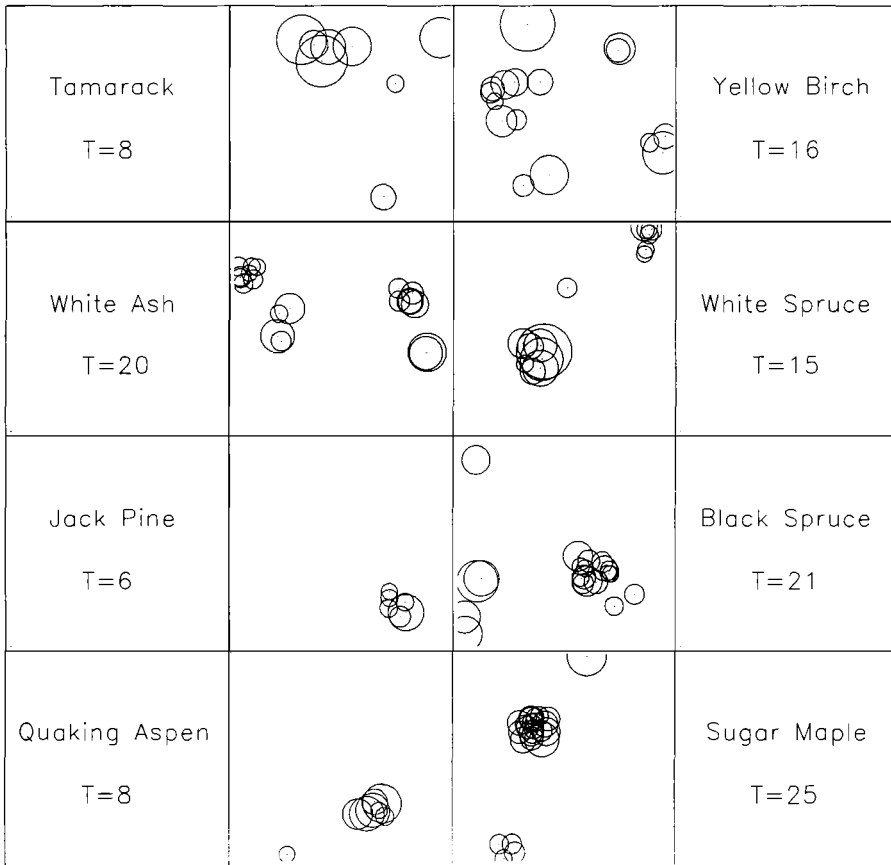 Tamarack
T=8
Yellow Birch
T=16
White Ash
T=20
White Spruce
T=15
Jack Pine
T=6
Black Spruce
T=21
Quaking Aspen
T=8
Sugar Maple
T=25